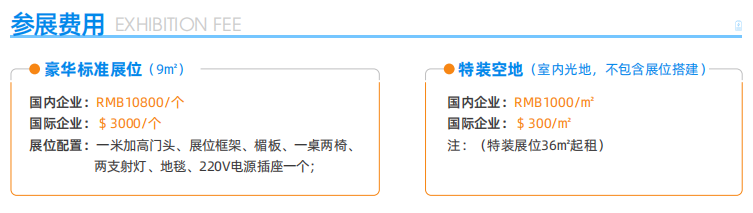 参展费用 EXHIBITION FEE
豪华标准展位（9㎡）
国内企业：RMB10800/个
国际企业：＄3000/个
展位配置：一米加高门头、展位框架、楣板、一桌两椅、
两支射灯、地毯、220V电源插座一个；
特装空地（室内光地，不包含展位搭建）
国内企业：RMB1000/㎡
国际企业：＄300/㎡
注：（特装展位36㎡起租）